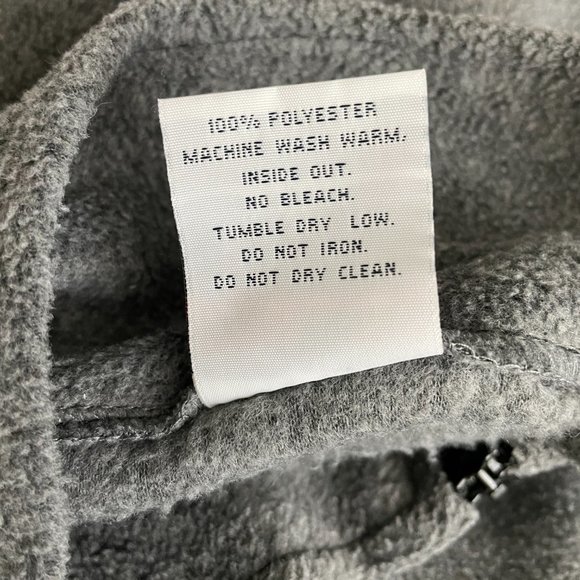 100% POLYESTER
MACHINE WASH WARM,
INSIDE OUT.
NO BLEACH.
TUMBLE DRY LOW.
DO NOT IRON.
DO NOT DRY CLEAN.